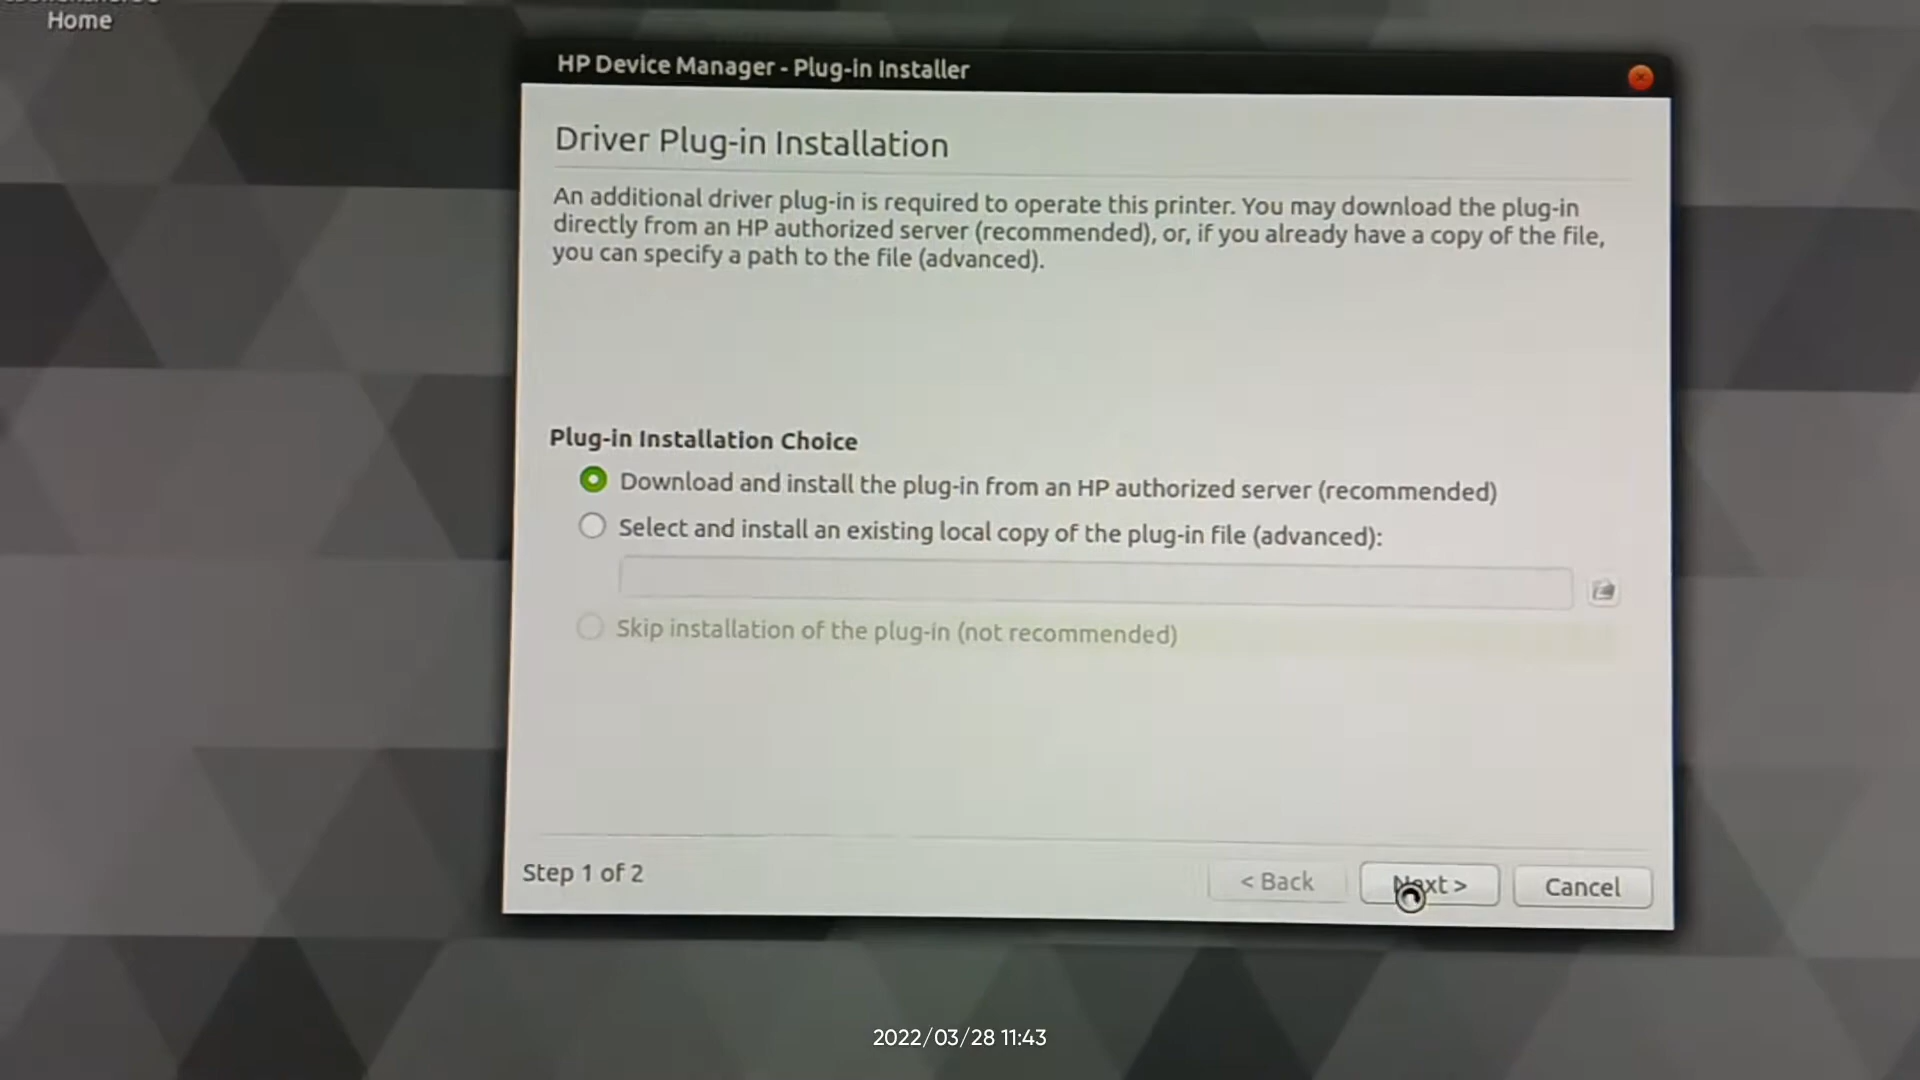 Home
HP Device Manager - Plug-in Installer
Driver Plug-in Installation
An additional driver plug-in is required to operate this printer. You may download the plug-in
directly from an HP authorized server (recommended), or, if you already have a copy of the file,
you can specify a path to the file (advanced).
Plug-in Installation Choice
Download and install the plug-in from an HP authorized server (recommended)
Select and install an existing local copy of the plug-in file (advanced):
Skip installation of the plug-in (not recommended)
Step 1 of 2
< Back
Next >
Cancel
2022/03/28 11:43